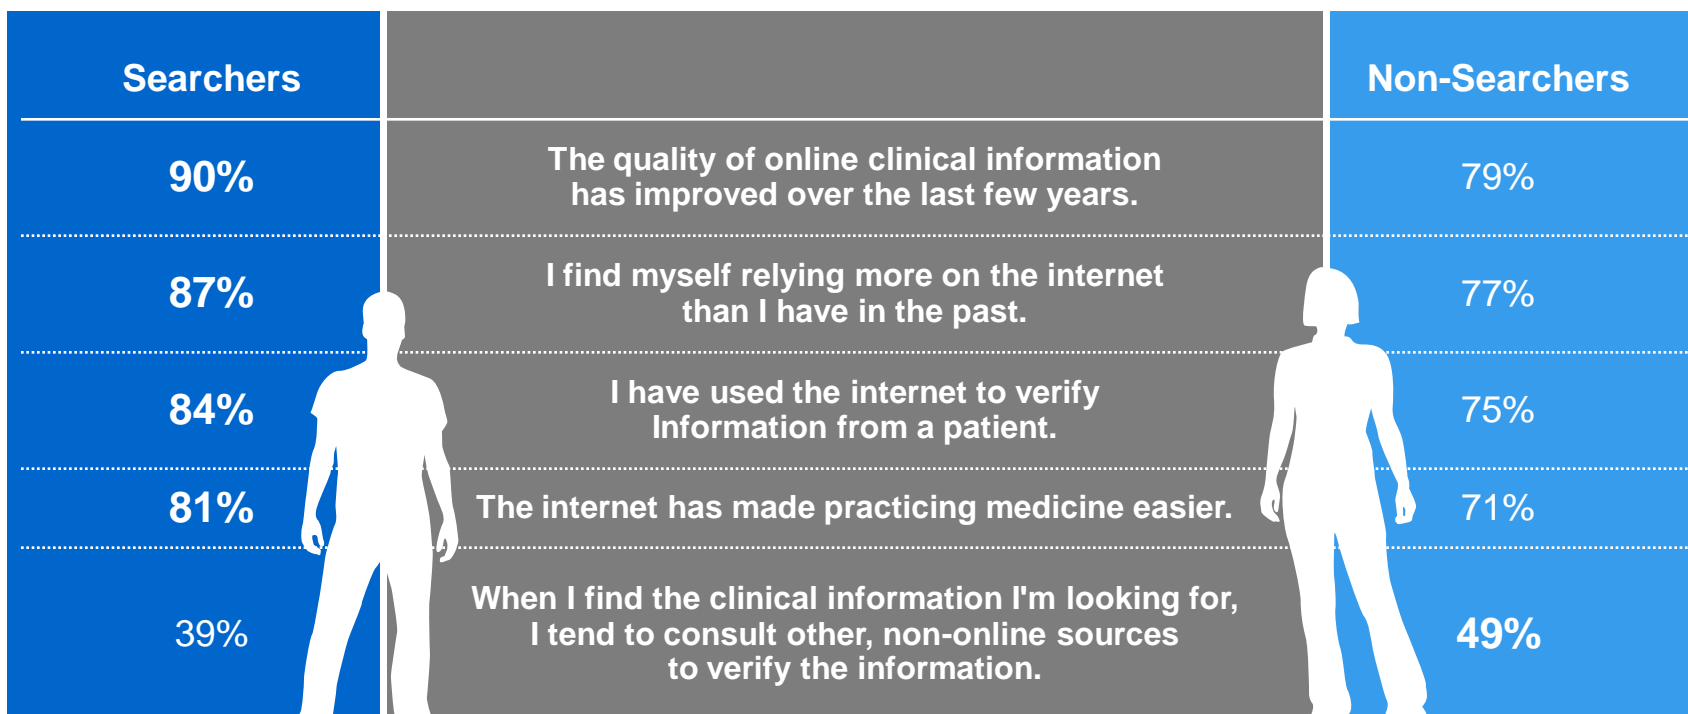 Searchers
Non-Searchers
90%
The quality of online clinical information
has improved over the last few years.
79%
87%
I find myself relying more on the internet
than I have in the past.
77%
84%
I have used the internet to verify
Information from a patient.
75%
81%
The internet has made practicing medicine easier.
71%
39%
When I find the clinical information I'm looking for,
I tend to consult other, non-online sources
to verify the information.
49%